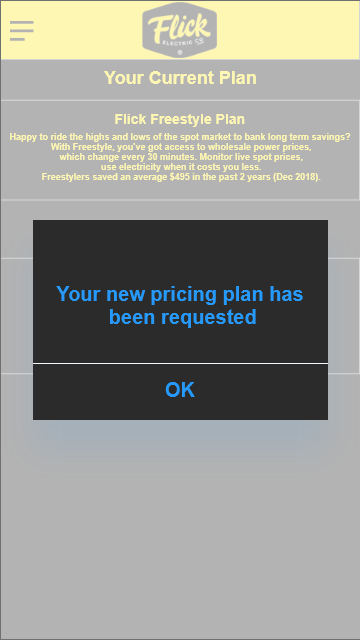 Flick
ELECTRIC CO
Your Current Plan
Flick Freestyle Plan
Happy to ride the highs and lows of the spot market to bank long term savings?
With Freestyle, you've got access to wholesale power prices,
which change every 30 minutes. Monitor live spot prices,
use electricity when it costs you less.
Freestylers saved an average $495 in the past 2 years (Dec 2018).
Your new pricing plan has
been requested
OK